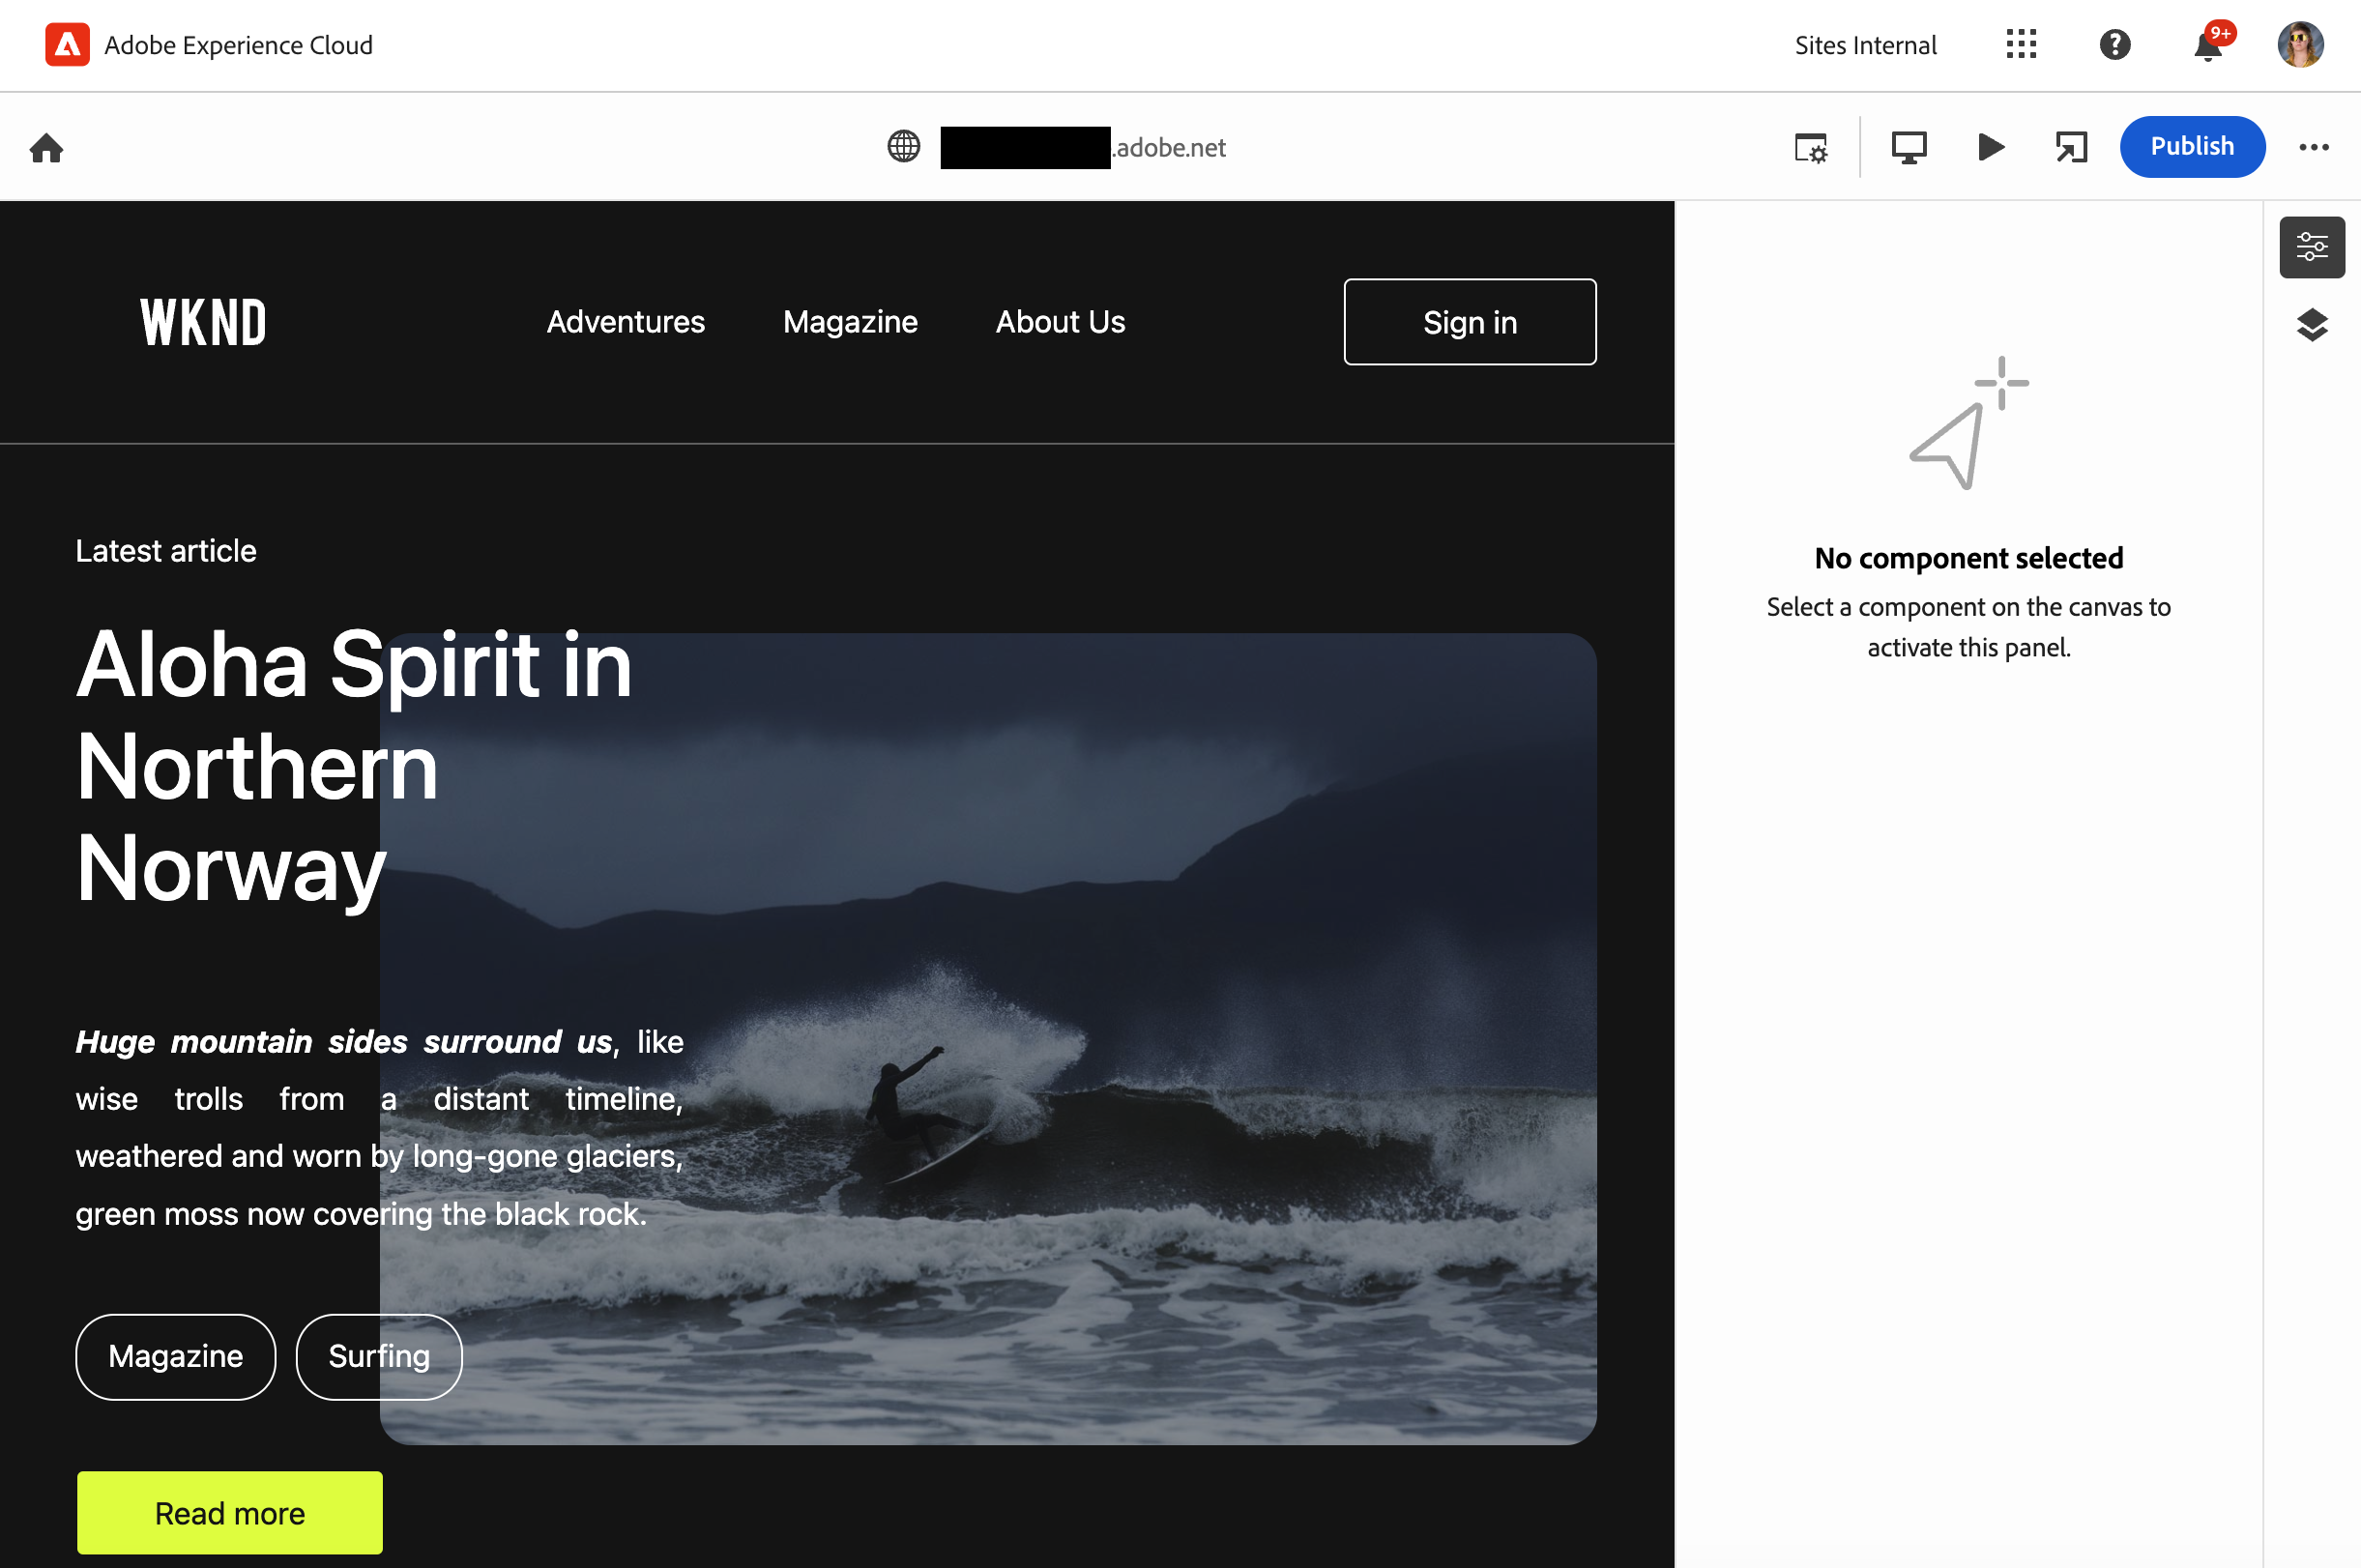 Adobe Experience Cloud
Sites Internal
9+
.adobe.net
Publish
WKND
Adventures
Magazine
About Us
Sign in
Latest article
Aloha Spirit in
Northern
Norway
Huge mountain sides surround us, like
wise trolls from a distant timeline,
weathered and worn by long-gone glaciers,
green moss now covering the black rock.
Magazine
Surfing
Read more
No component selected
Select a component on the canvas to
activate this panel.